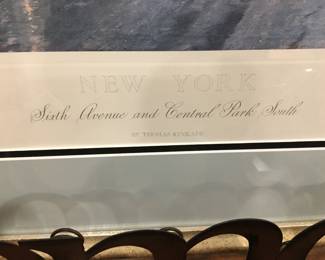 NEW YORK
Sixth Avenue and Central Park South
BY THOMAS KINKADE